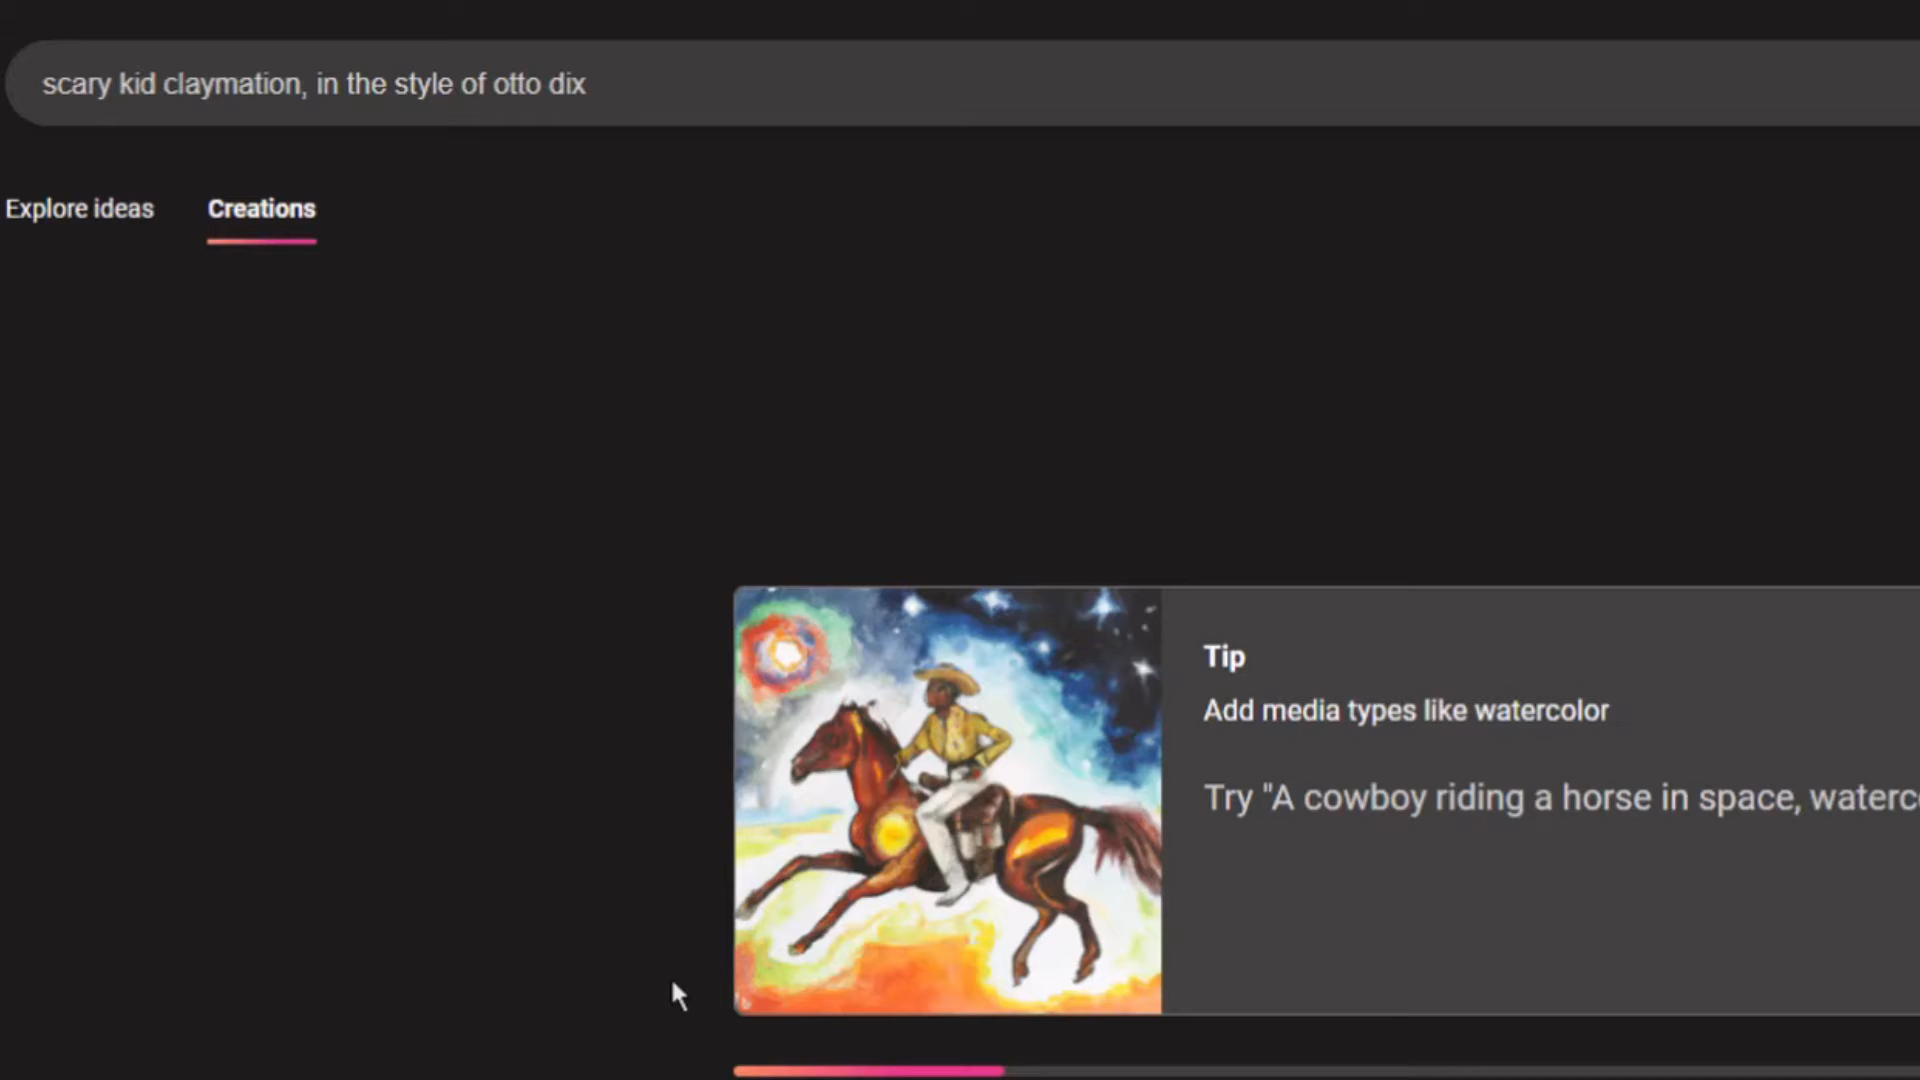 scary kid claymation, in the style of otto dix
Explore ideas
Creations
Tip
Add media types like watercolor
Try "A cowboy riding a horse in space,